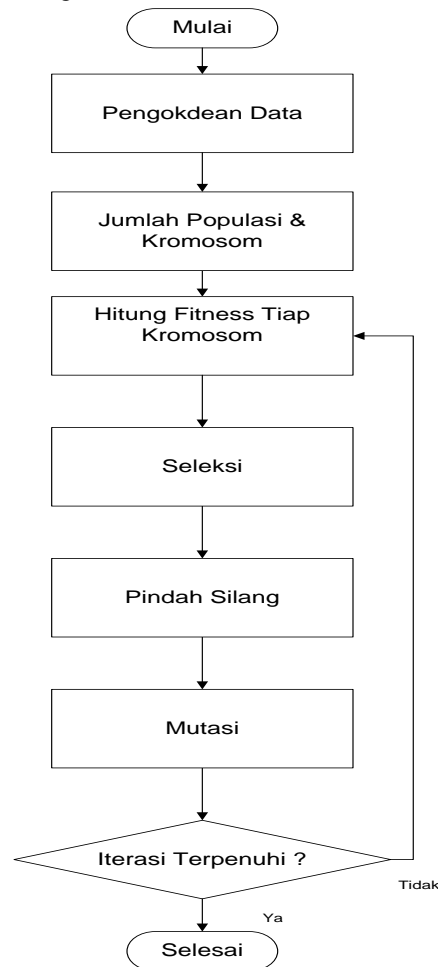 Mulai
Pengokdean Data
Jumlah Populasi &
Kromosom
Hitung Fitness Tiap
Kromosom
Seleksi
Pindah Silang
Mutasi
Iterasi Terpenuhi ?
Tidak
Ya
Selesai